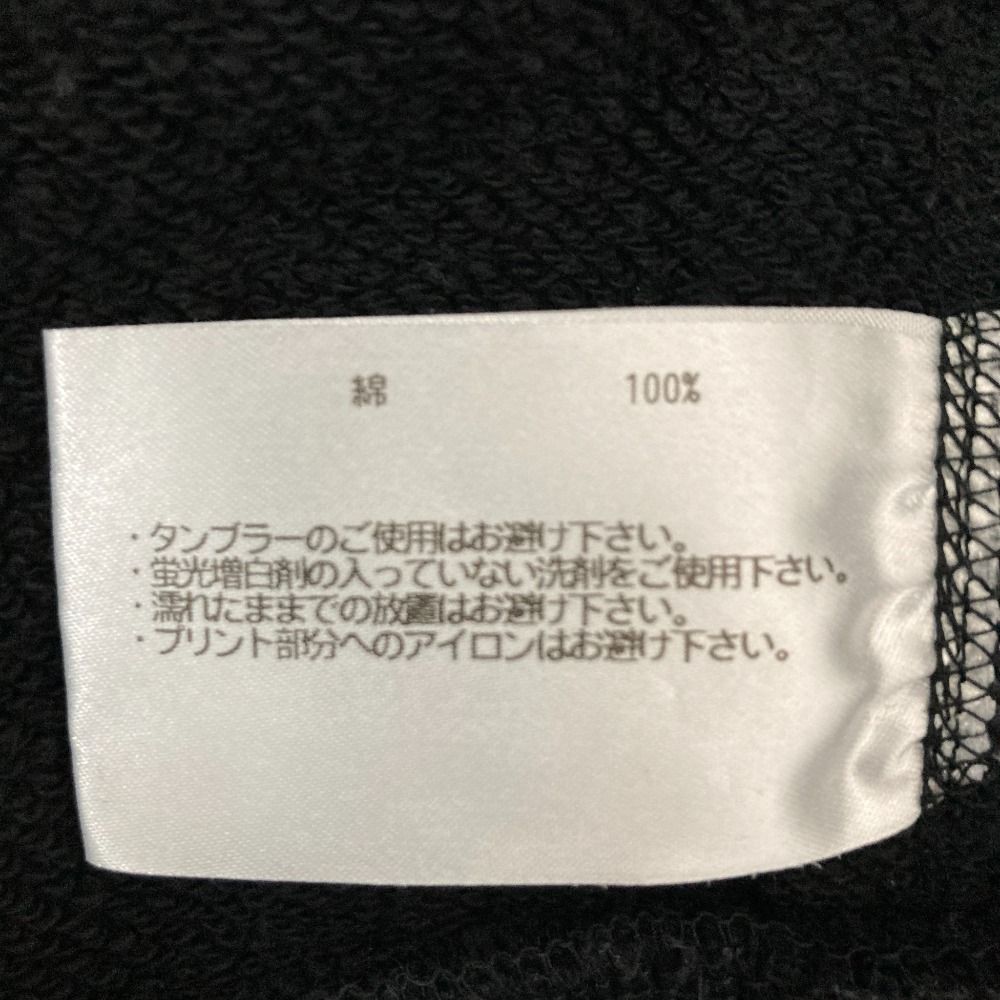 綿 100%
・タンブラーのご使用はお避け下さい。
・蛍光増白剤の入っていない洗剤をご使用下さい。
・濡れたままでの放置はお避け下さい。
・プリント部分へのアイロンはお避け下さい。